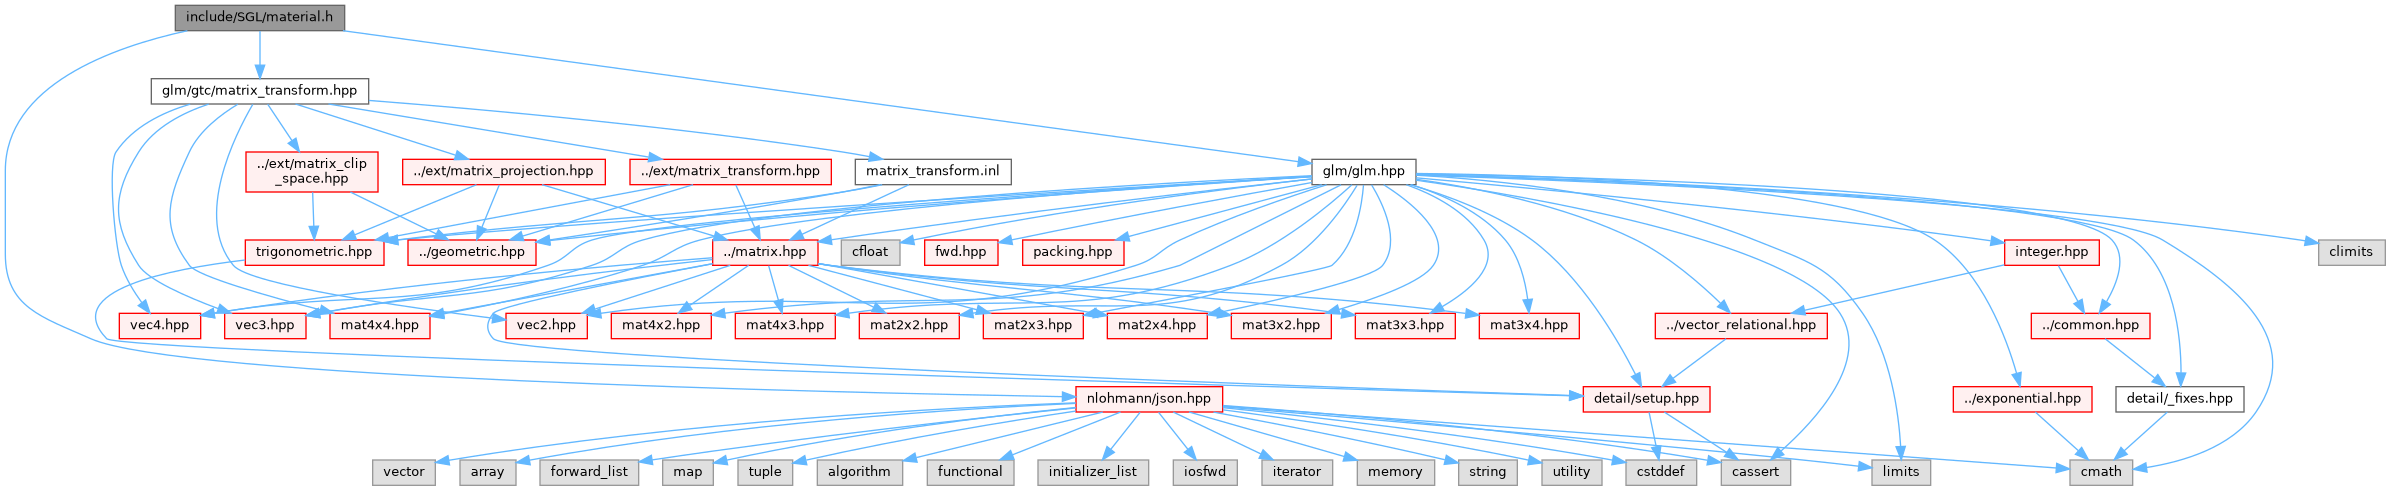 include/SGL/material.h
glm/gtc/matrix_transform.hpp
../ext/matrix_clip
_space.hpp
../ext/matrix_projection.hpp
../ext/matrix_transform.hpp
matrix_transform.inl
glm/glm.hpp
trigonometric.hpp
../geometric.hpp
../matrix.hpp
cfloat
fwd.hpp
packing.hpp
integer.hpp
climits
vec4.hpp
vec3.hpp
mat4x4.hpp
vec2.hpp
mat4x2.hpp
mat4x3.hpp
mat2x2.hpp
mat2x3.hpp
mat2x4.hpp
mat3x2.hpp
mat3x3.hpp
mat3x4.hpp
../vector_relational.hpp
../common.hpp
nlohmann/json.hpp
detail/setup.hpp
../exponential.hpp
detail/_fixes.hpp
vector
array
forward_list
map
tuple
algorithm
functional
initializer_list
iosfwd
iterator
memory
string
utility
cstddef
cassert
limits
cmath